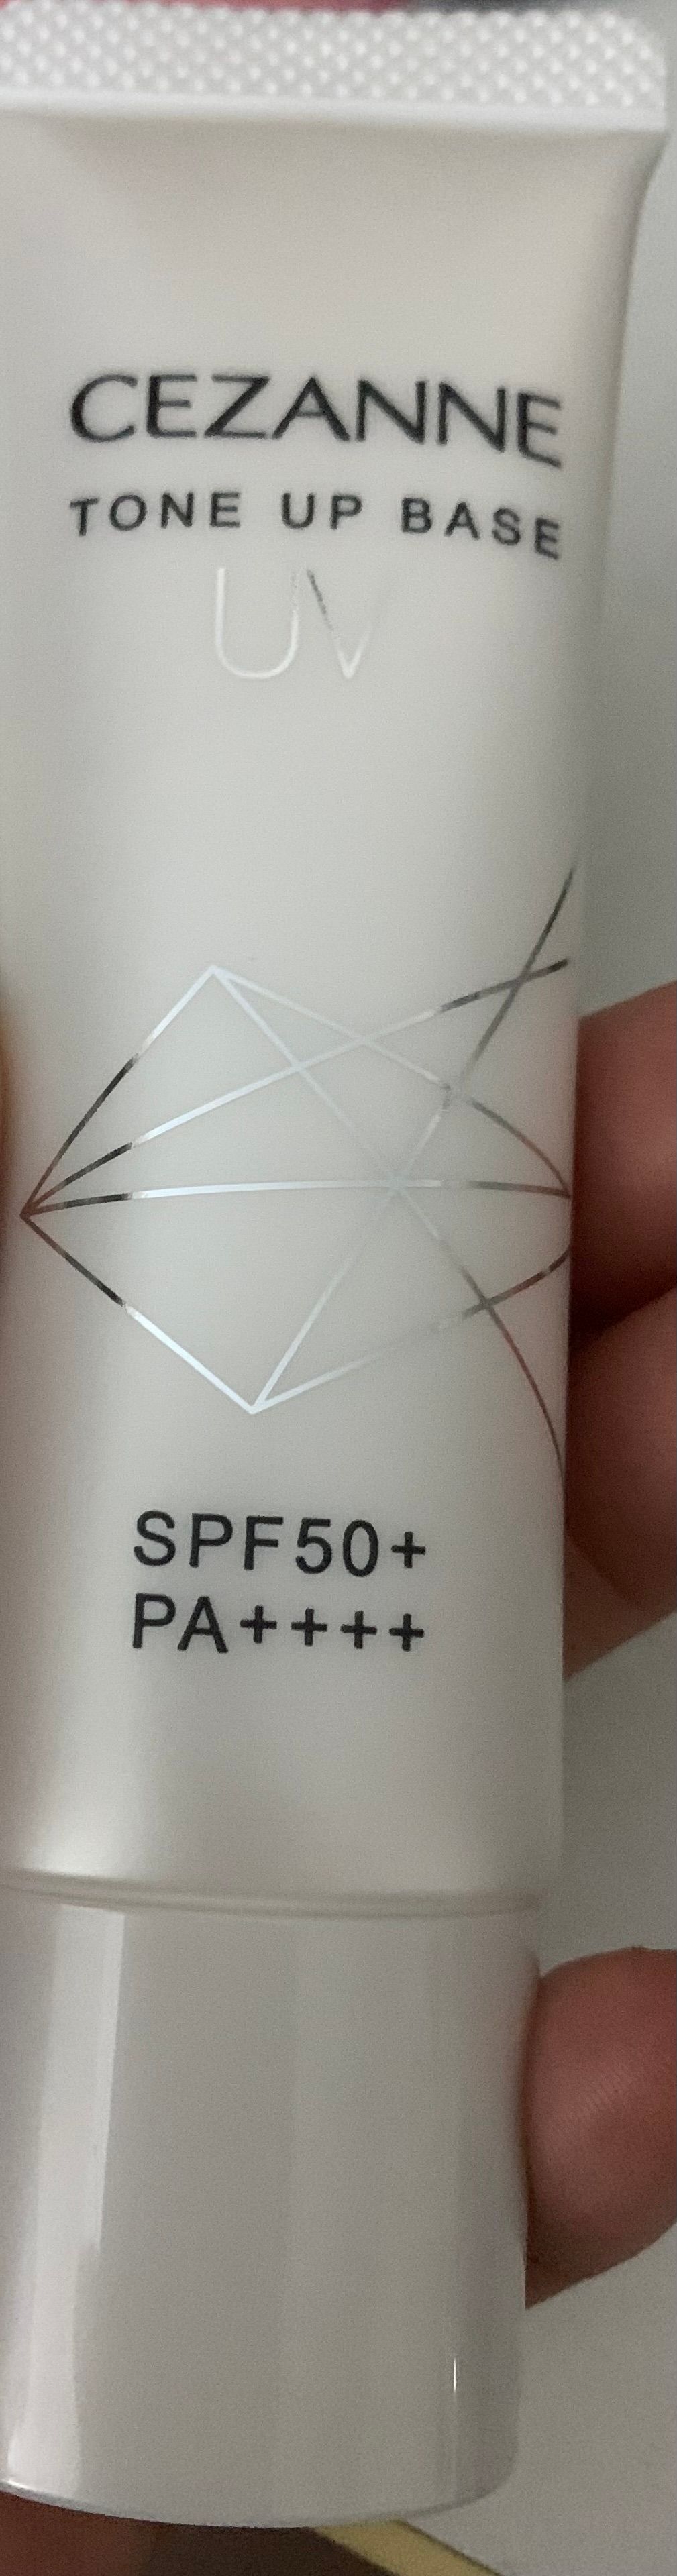 CEZANNE
TONE UP BASE
UV
SPF50+
PA++++